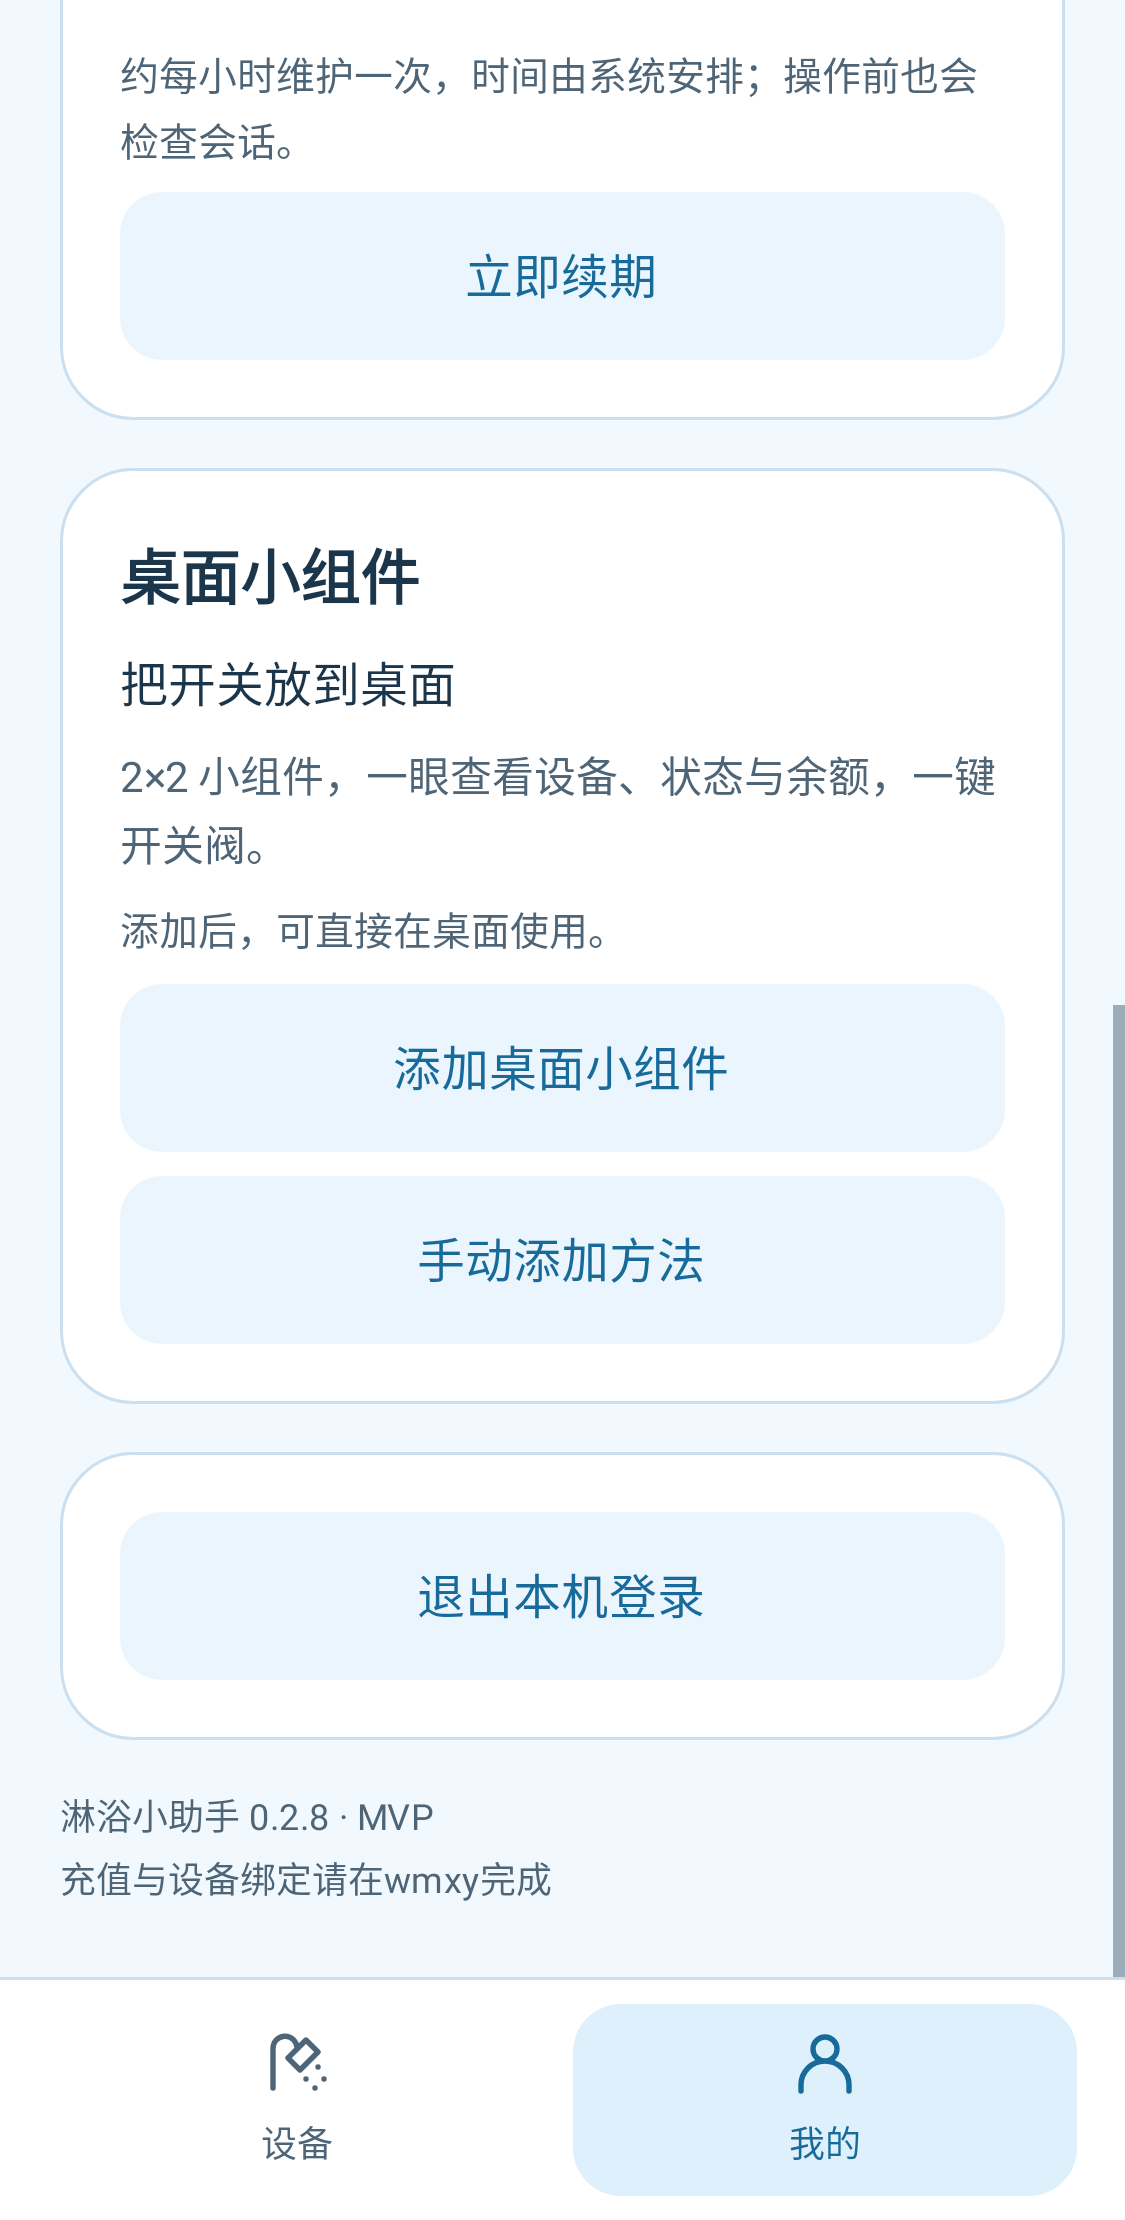 约每小时维护一次，时间由系统安排；操作前也会
检查会话。
立即续期
桌面小组件
把开关放到桌面
2×2 小组件，一眼查看设备、状态与余额，一键
开关阀。
添加后，可直接在桌面使用。
添加桌面小组件
手动添加方法
退出本机登录
淋浴小助手 0.2.8 · MVP
充值与设备绑定请在wmxy完成
设备
我的